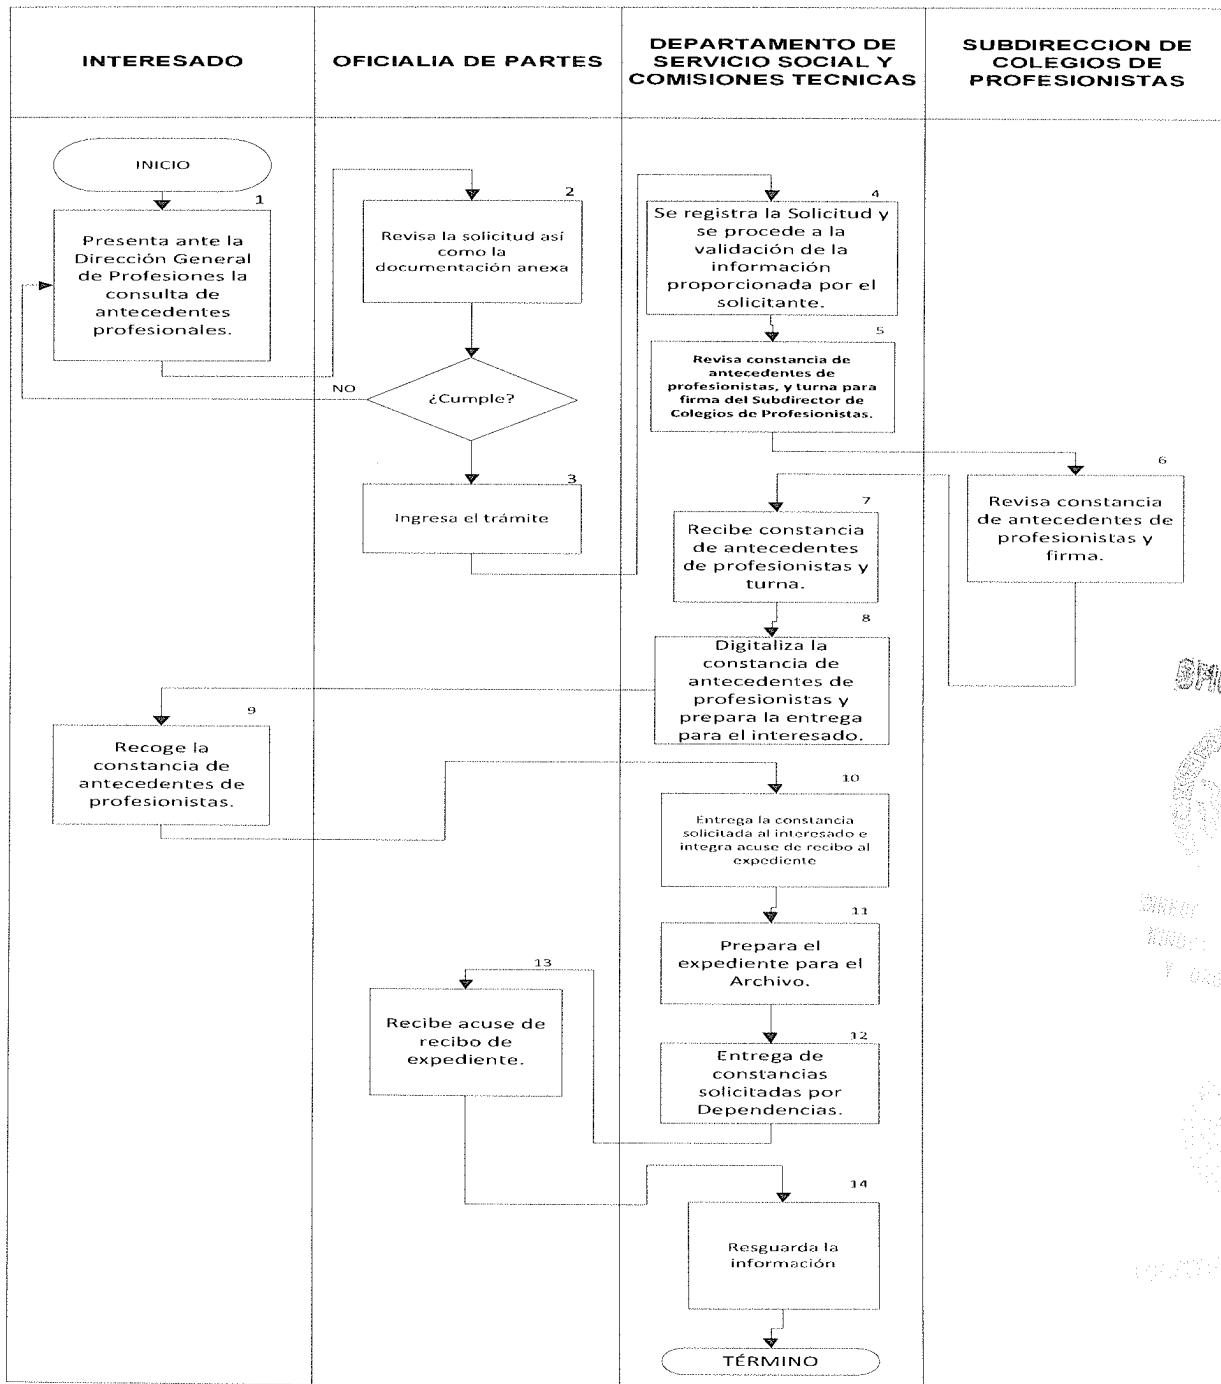 INTERESADO
OFICIALIA DE PARTES
DEPARTAMENTO DE
SERVICIO SOCIAL Y
COMISIONES TECNICAS
SUBDIRECCION DE
COLEGIOS DE
PROFESIONISTAS
INICIO
1
Presenta ante la
Dirección General
de Profesiones la
consulta de
antecedentes
profesionales.
2
Revisa la solicitud así
como la
documentación anexa
¿Cumple?
NO
3
Ingresa el trámite
4
Se registra la Solicitud y
se procede a la
validación de la
información
proporcionada por el
solicitante.
5
Revisa constancia de
antecedentes de
profesionistas, y turna para
firma del Subdirector de
Colegios de Profesionistas.
6
Revisa constancia
de antecedentes de
profesionistas y
firma.
7
Recibe constancia
de antecedentes
de profesionistas y
turna.
8
Digitaliza la
constancia de
antecedentes de
profesionistas y
prepara la entrega
para el interesado.
9
Recoge la
constancia de
antecedentes de
profesionistas.
10
Entrega la constancia
solicitada al interesado e
integra acuse de recibo al
expediente
11
Prepara el
expediente para el
Archivo.
12
Entrega de
constancias
solicitadas por
Dependencias.
13
Recibe acuse de
recibo de
expediente.
14
Resguarda la
información
TÉRMINO